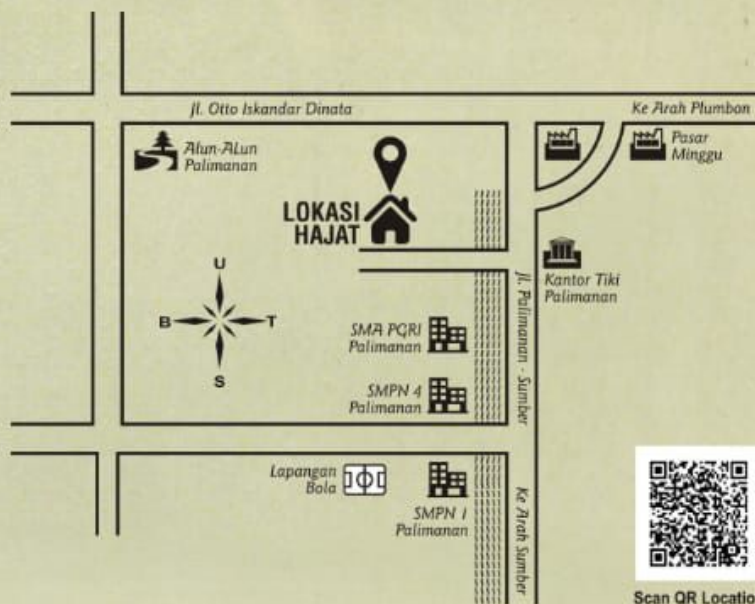 Jl. Otto Iskandar Dinata
Ke Arah Plumbon
Alun-Alun
Palimanan
Pasar
Minggu
LOKASI
HAJAT
U
B
T
S
Kantor Tiki
Palimanan
Jl. Palimanan - Sumber
SMA PGRI
Palimanan
SMPN 4
Palimanan
Lapangan
Bola
SMPN 1
Palimanan
Ke Arah Sumber
Scan QR Locatio